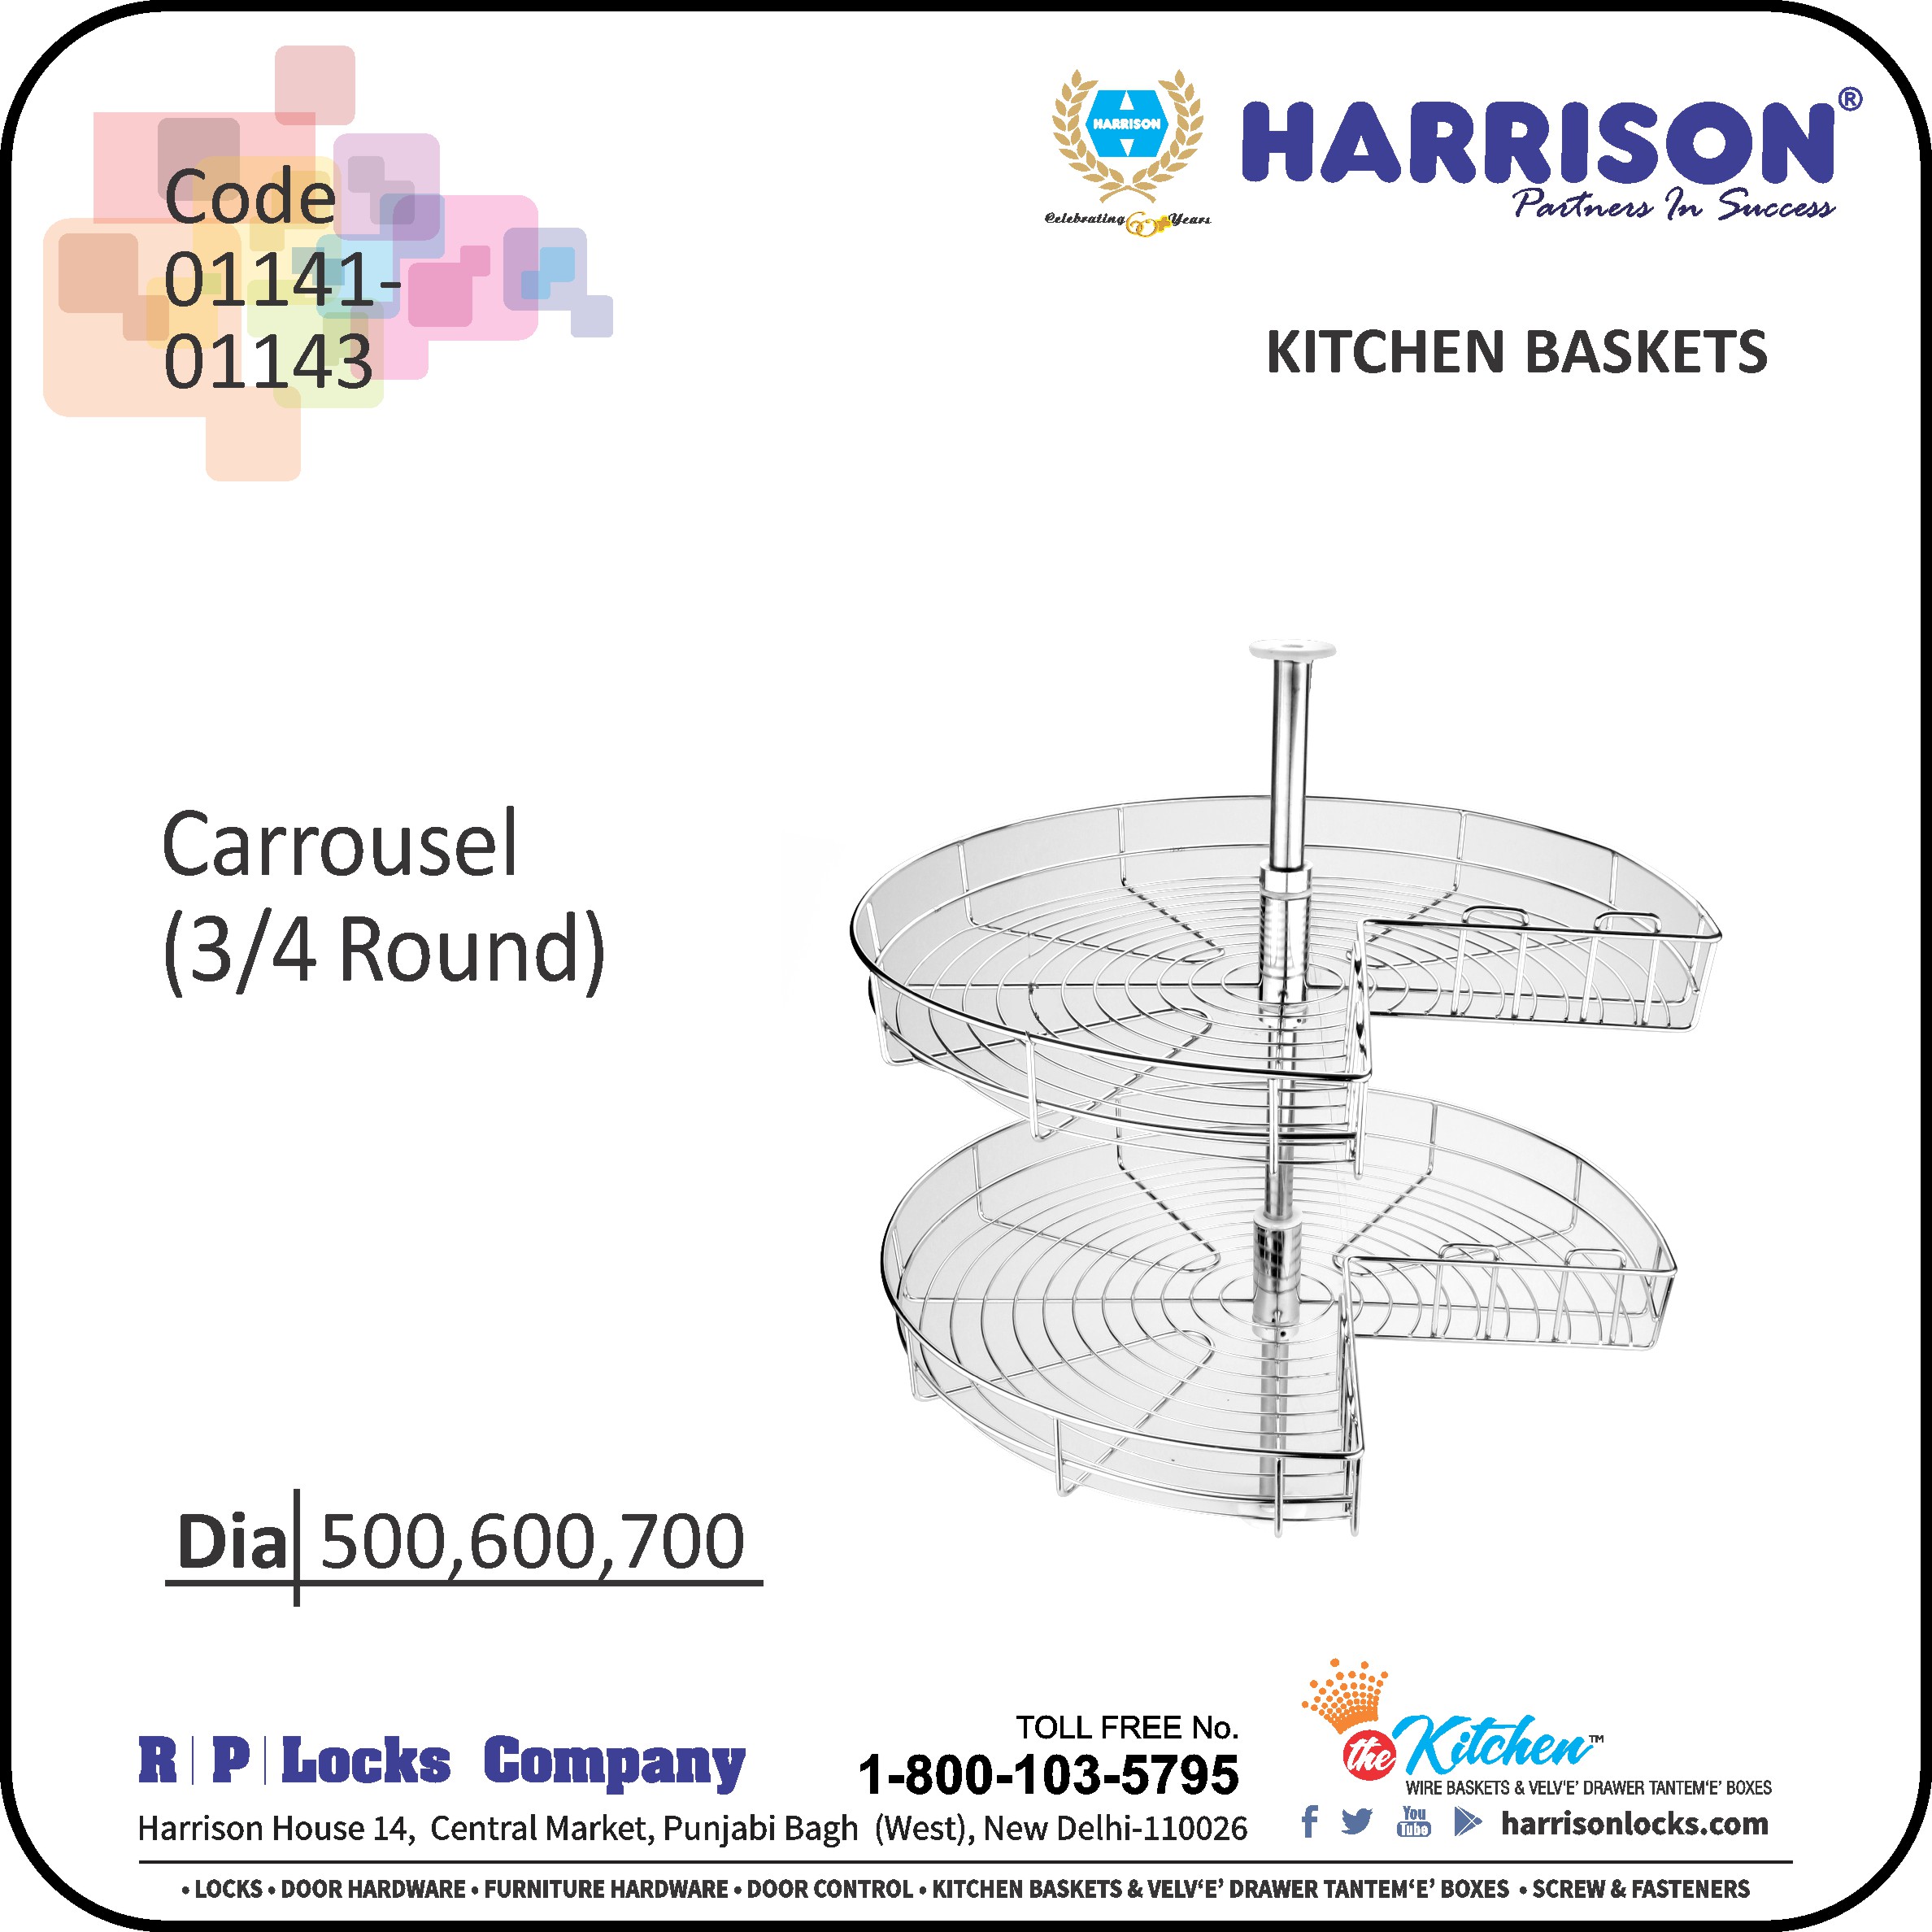 Code
01141-
01143
HARRISON
Celebrating 60+ Years
HARRISON®
Partners In Success
KITCHEN BASKETS
Carrousel
(3/4 Round)
Dia 500,600,700
R P Locks Company
TOLL FREE No.
1-800-103-5795
Harrison House 14, Central Market, Punjabi Bagh (West), New Delhi-110026
the Kitchen™
WIRE BASKETS & VELV'E' DRAWER TANTEM'E' BOXES
f You Tube harrisonlocks.com
• LOCKS • DOOR HARDWARE • FURNITURE HARDWARE • DOOR CONTROL • KITCHEN BASKETS & VELV‘E’ DRAWER TANTEM‘E’ BOXES • SCREW & FASTENERS